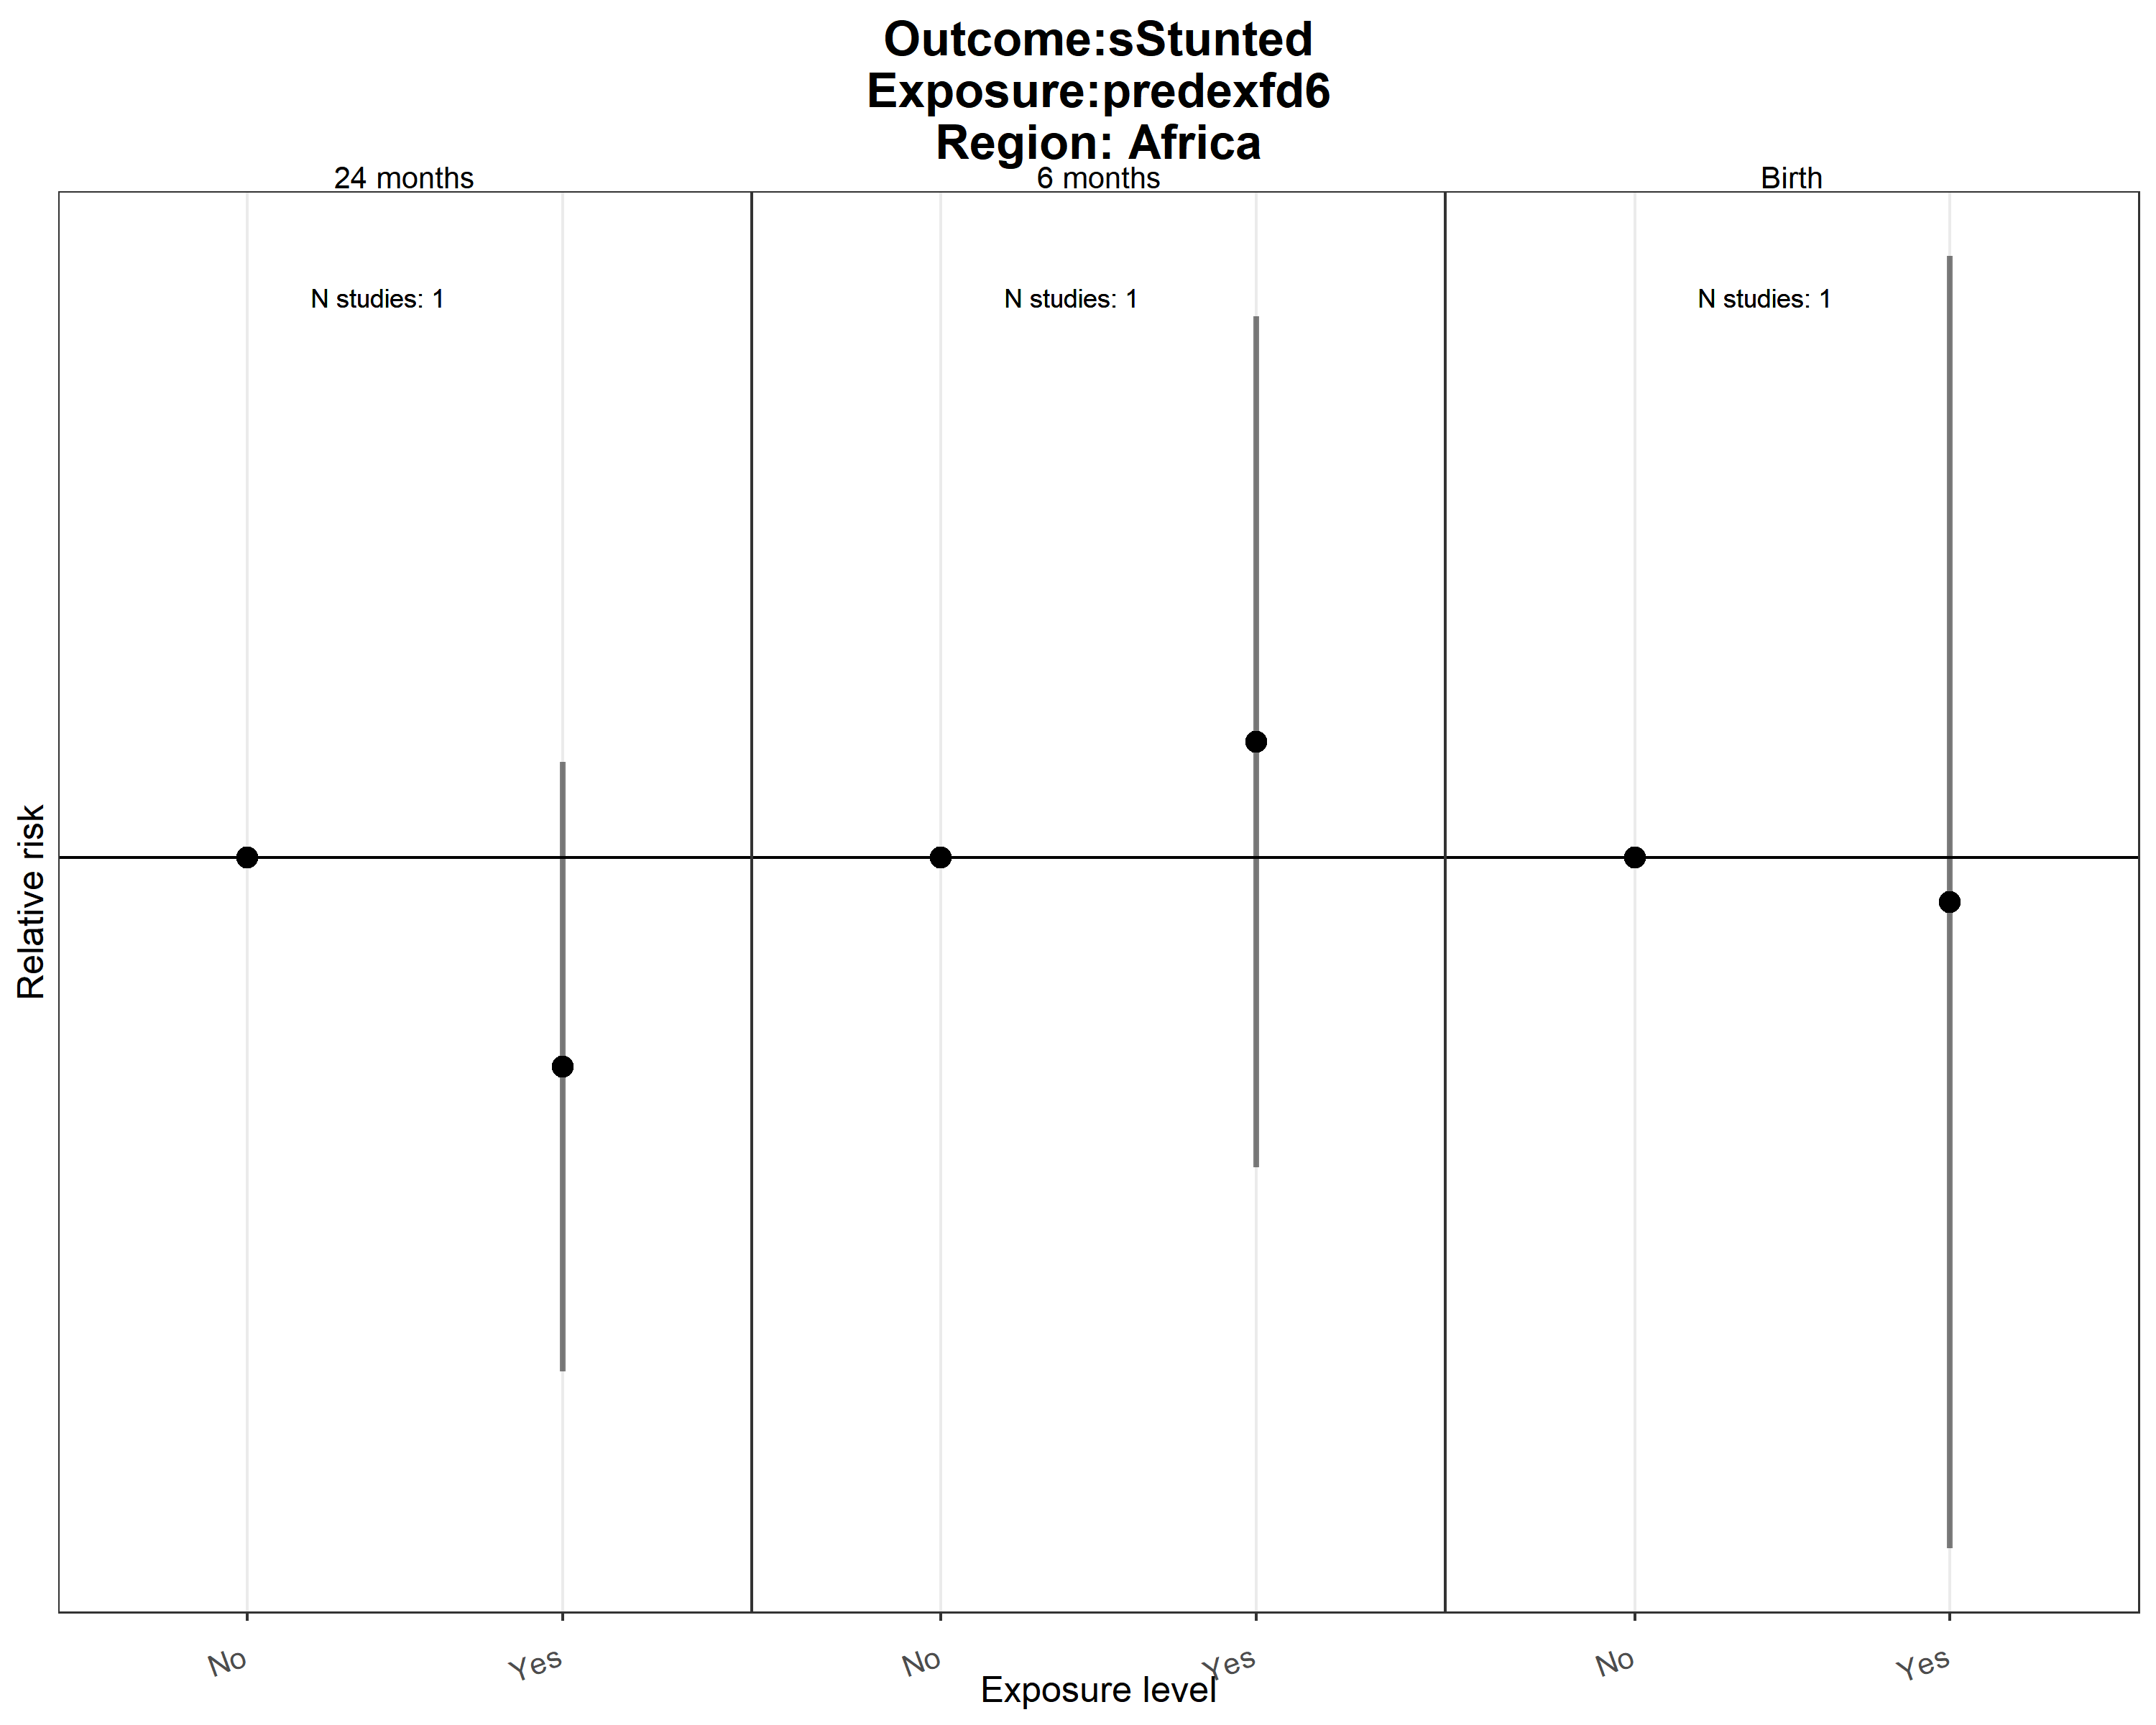 Outcome:sStunted
Exposure:predexfd6
Region: Africa
24 months
6 months
Birth
N studies: 1
N studies: 1
N studies: 1
Relative risk
No
Yes
No
Yes
No
Yes
Exposure level